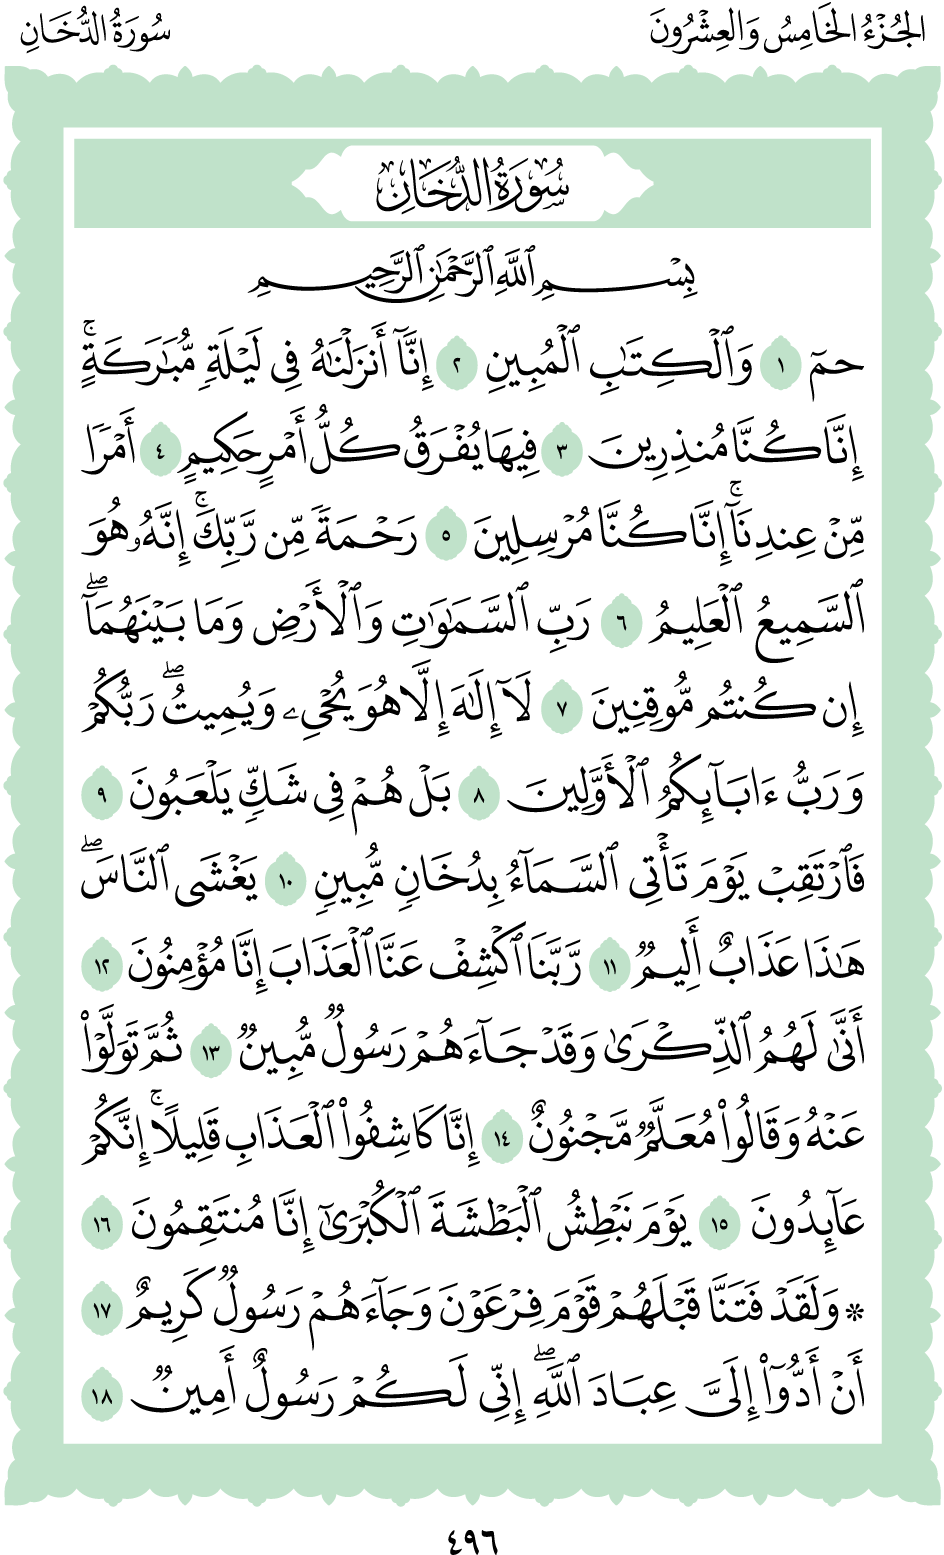 الجُزْءُ الخَامِسُ وَالعِشْرُونَ
سُورَةُ الدُّخَانِ
سُورَةُ الدُّخَانِ
بِسْمِ ٱللَّهِ ٱلرَّحْمَٰنِ ٱلرَّحِيمِ
حمٓ ١ وَٱلْكِتَٰبِ ٱلْمُبِينِ ٢ إِنَّآ أَنزَلْنَٰهُ فِى لَيْلَةٍ مُّبَٰرَكَةٍۚ
إِنَّا كُنَّا مُنذِرِينَ ٣ فِيهَا يُفْرَقُ كُلُّ أَمْرٍ حَكِيمٍ ٤ أَمْرًا
مِّنْ عِندِنَآۚ إِنَّا كُنَّا مُرْسِلِينَ ٥ رَحْمَةً مِّن رَّبِّكَۚ إِنَّهُۥ هُوَ
ٱلسَّمِيعُ ٱلْعَلِيمُ ٦ رَبِّ ٱلسَّمَٰوَٰتِ وَٱلْأَرْضِ وَمَا بَيْنَهُمَآۖ
إِن كُنتُم مُّوقِنِينَ ٧ لَآ إِلَٰهَ إِلَّا هُوَ يُحْىِۦ وَيُمِيتُۖ رَبُّكُمْ
وَرَبُّ ءَابَآئِكُمُ ٱلْأَوَّلِينَ ٨ بَلْ هُمْ فِى شَكٍّ يَلْعَبُونَ ٩
فَٱرْتَقِبْ يَوْمَ تَأْتِى ٱلسَّمَآءُ بِدُخَانٍ مُّبِينٍ ١٠ يَغْشَى ٱلنَّاسَۖ
هَٰذَا عَذَابٌ أَلِيمٌ ١١ رَّبَّنَا ٱكْشِفْ عَنَّا ٱلْعَذَابَ إِنَّا مُؤْمِنُونَ ١٢
أَنَّىٰ لَهُمُ ٱلذِّكْرَىٰ وَقَدْ جَآءَهُمْ رَسُولٌ مُّبِينٌ ١٣ ثُمَّ تَوَلَّوْا۟
عَنْهُ وَقَالُوا۟ مُعَلَّمٌ مَّجْنُونٌ ١٤ إِنَّا كَاشِفُوا۟ ٱلْعَذَابِ قَلِيلًاۚ إِنَّكُمْ
عَآئِدُونَ ١٥ يَوْمَ نَبْطِشُ ٱلْبَطْشَةَ ٱلْكُبْرَىٰٓ إِنَّا مُنتَقِمُونَ ١٦
* وَلَقَدْ فَتَنَّا قَبْلَهُمْ قَوْمَ فِرْعَوْنَ وَجَآءَهُمْ رَسُولٌ كَرِيمٌ ١٧
أَنْ أَدُّوٓا۟ إِلَىَّ عِبَادَ ٱللَّهِۖ إِنِّى لَكُمْ رَسُولٌ أَمِينٌ ١٨
٤٩٦